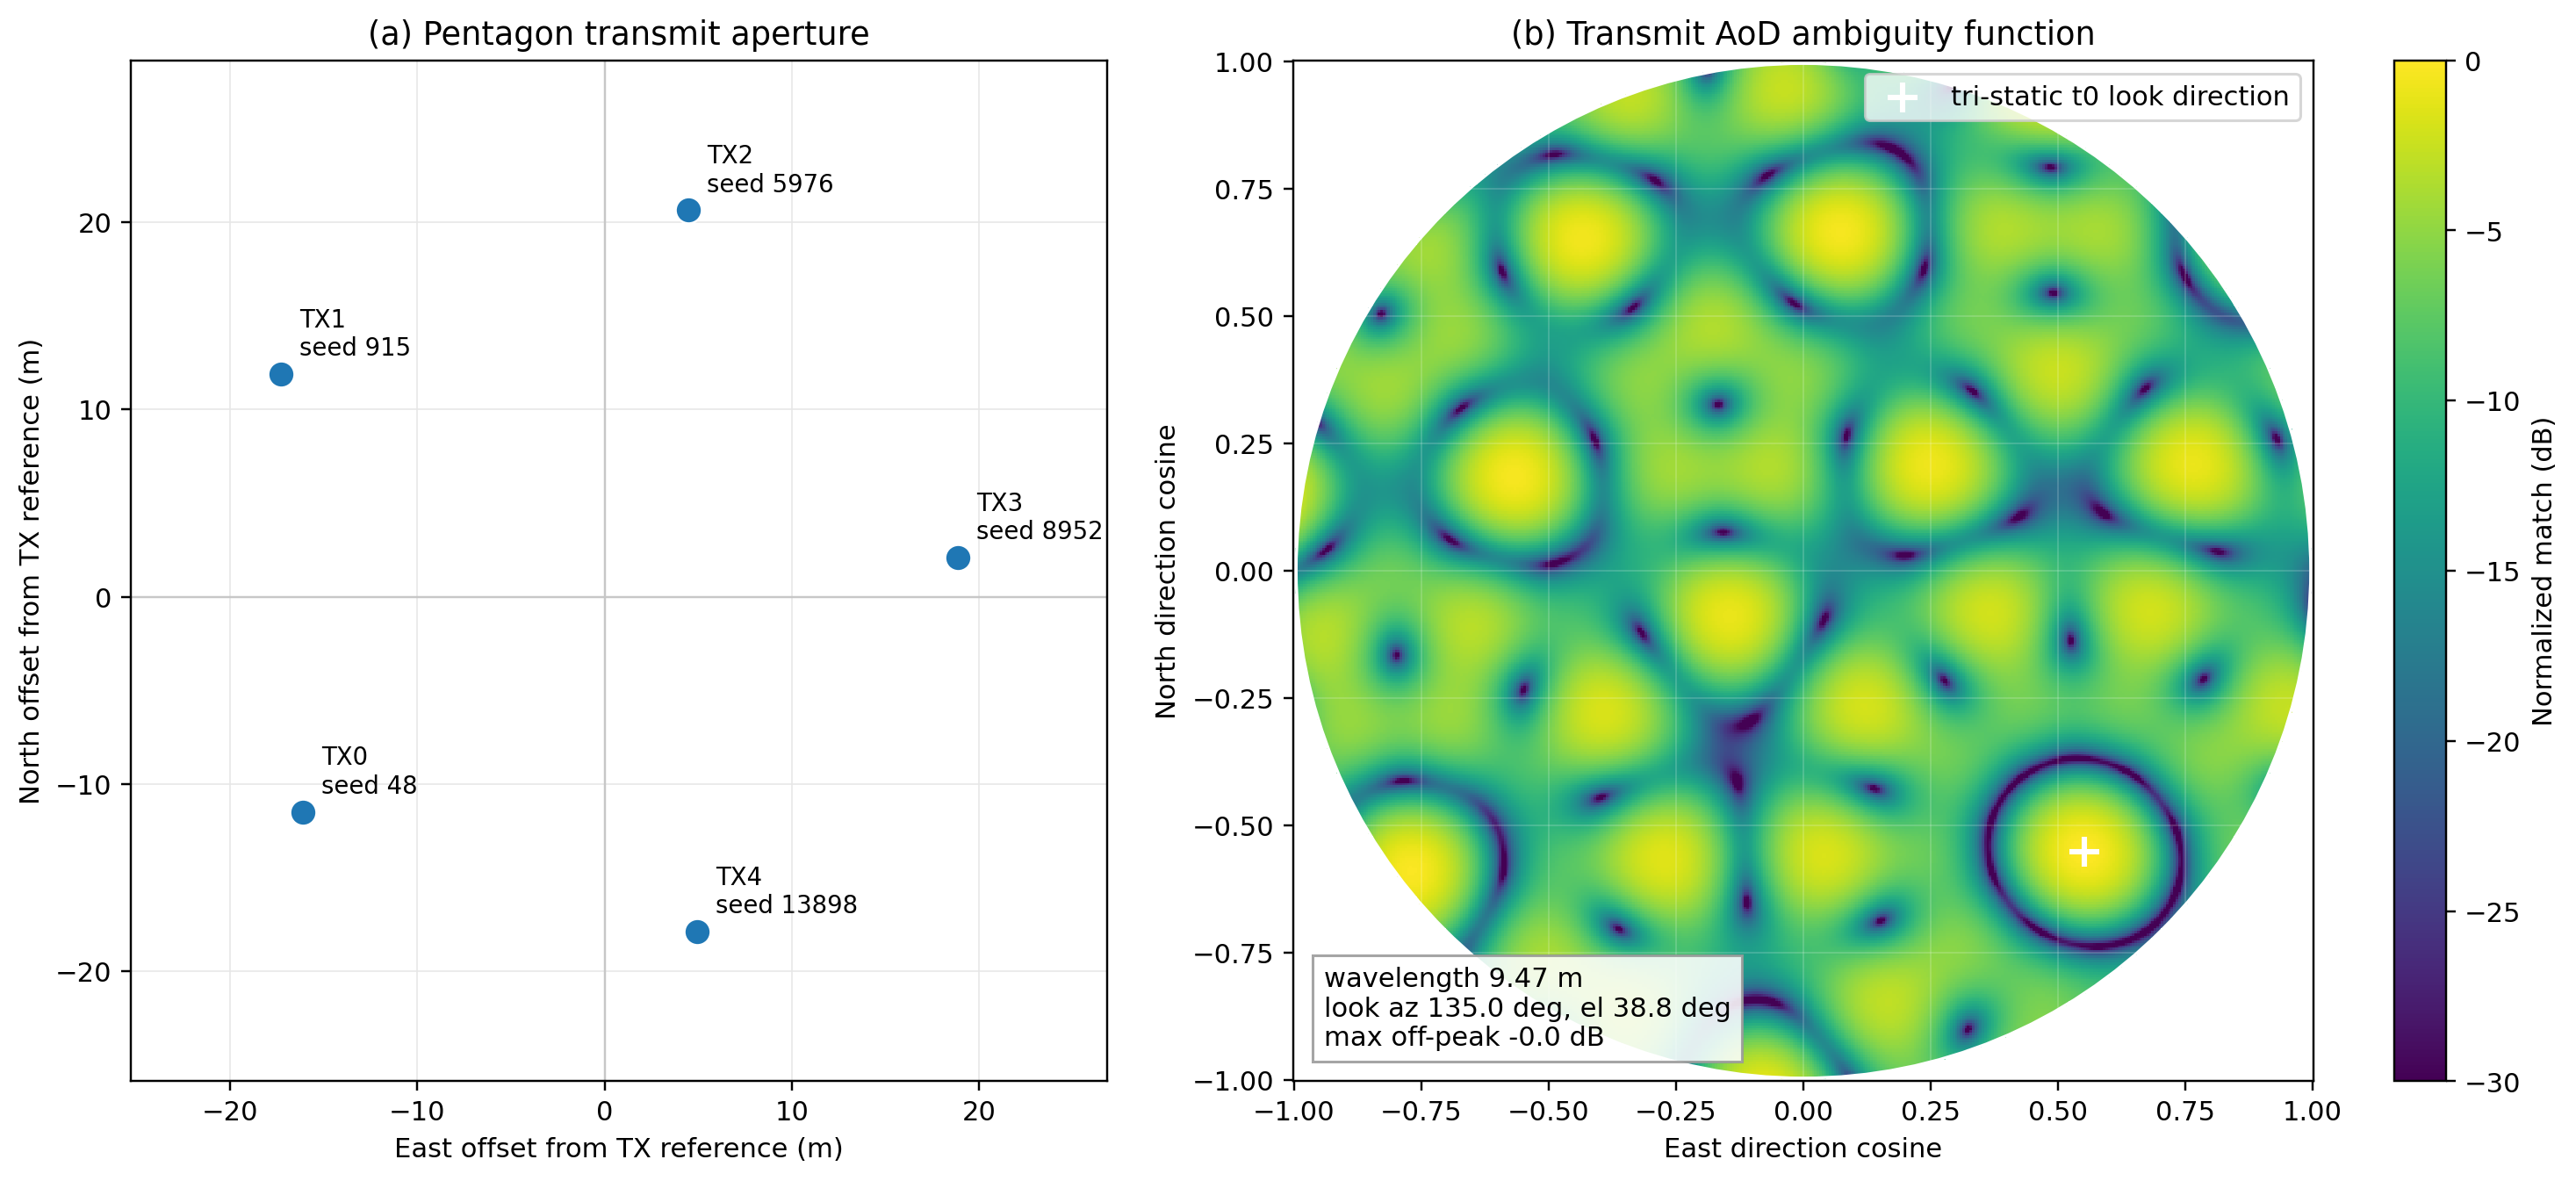 (a) Pentagon transmit aperture
North offset from TX reference (m)
20
10
0
−10
−20
TX2
seed 5976
TX1
seed 915
TX3
seed 8952
TX0
seed 48
TX4
seed 13898
−20
−10
0
10
20
East offset from TX reference (m)
(b) Transmit AoD ambiguity function
North direction cosine
1.00
0.75
0.50
0.25
0.00
−0.25
−0.50
−0.75
−1.00
tri-static t0 look direction
wavelength 9.47 m
look az 135.0 deg, el 38.8 deg
max off-peak -0.0 dB
−1.00
−0.75
−0.50
−0.25
0.00
0.25
0.50
0.75
1.00
East direction cosine
0
−5
−10
−15
−20
−25
−30
Normalized match (dB)